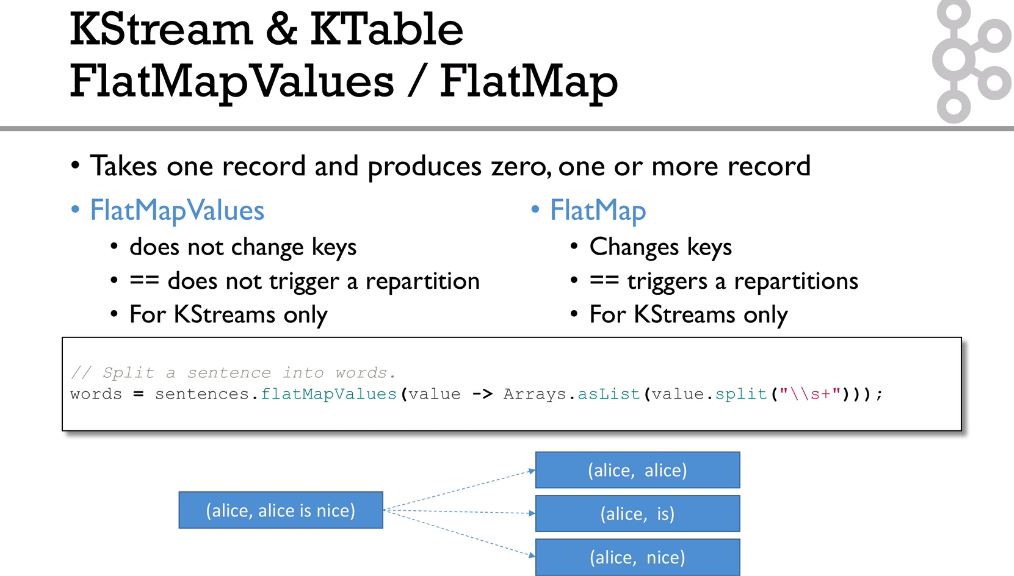 KStream & KTable
FlatMapValues / FlatMap
• Takes one record and produces zero, one or more record
• FlatMapValues
• does not change keys
• == does not trigger a repartition
• For KStreams only
• FlatMap
• Changes keys
• == triggers a repartitions
• For KStreams only
// Split a sentence into words.
words = sentences.flatMapValues(value -> Arrays.asList(value.split("\\s+")));
(alice, alice is nice)
(alice, alice)
(alice, is)
(alice, nice)